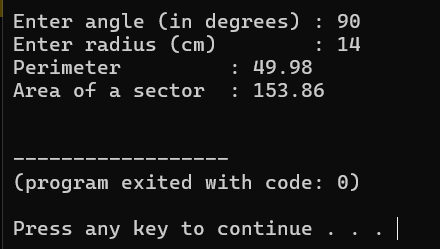 Enter angle (in degrees) : 90
Enter radius (cm)        : 14
Perimeter         : 49.98
Area of a sector  : 153.86
------------------
(program exited with code: 0)
Press any key to continue . . .